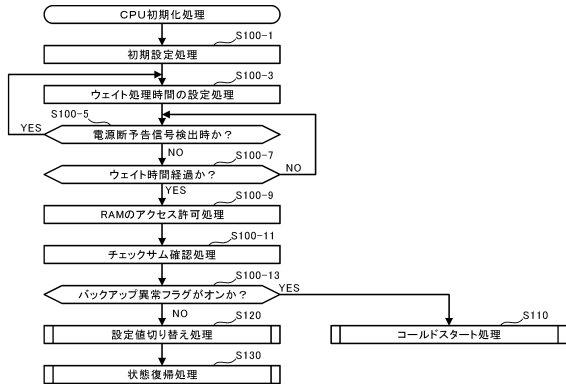 CPU初期化処理
S100-1
初期設定処理
S100-3
ウェイト処理時間の設定処理
S100-5
YES
電源断予告信号検出時か？
NO
S100-7
ウェイト時間経過か？
NO
YES
S100-9
RAMのアクセス許可処理
S100-11
チェックサム確認処理
S100-13
バックアップ異常フラグがオンか？
YES
NO
S120
設定値切り替え処理
S110
コールドスタート処理
S130
状態復帰処理